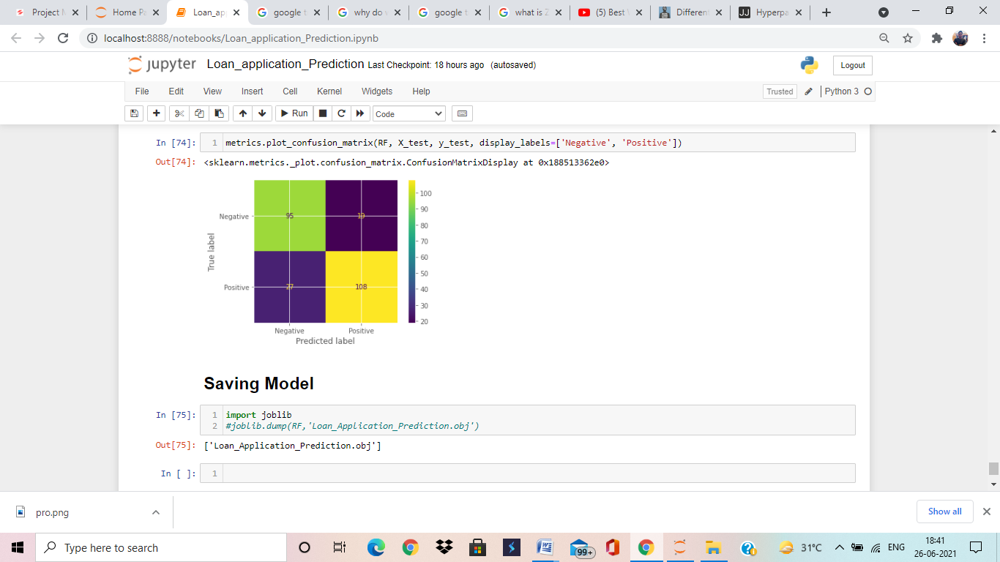 Project M
Home Pa
Loan_ap
google t
why do v
google t
what is Z
(5) Best V
Differen
JJ Hyperpa
localhost:8888/notebooks/Loan_application_Prediction.ipynb
jupyter Loan_application_Prediction Last Checkpoint: 18 hours ago (autosaved)
Logout
File Edit View Insert Cell Kernel Widgets Help
Trusted Python 3
Run Code
In [74]: 1 metrics.plot_confusion_matrix(RF, X_test, y_test, display_labels=['Negative', 'Positive'])
Out[74]: <sklearn.metrics._plot.confusion_matrix.ConfusionMatrixDisplay at 0x188513362e0>
True label
Negative 95 19
Positive 27 108
Negative Positive
Predicted label
100
90
80
70
60
50
40
30
20
Saving Model
In [75]: 1 import joblib
2 #joblib.dump(RF,'Loan_Application_Prediction.obj')
Out[75]: ['Loan_Application_Prediction.obj']
In [ ]: 1
pro.png
Show all
Type here to search
99+
31°C
ENG
18:41
26-06-2021